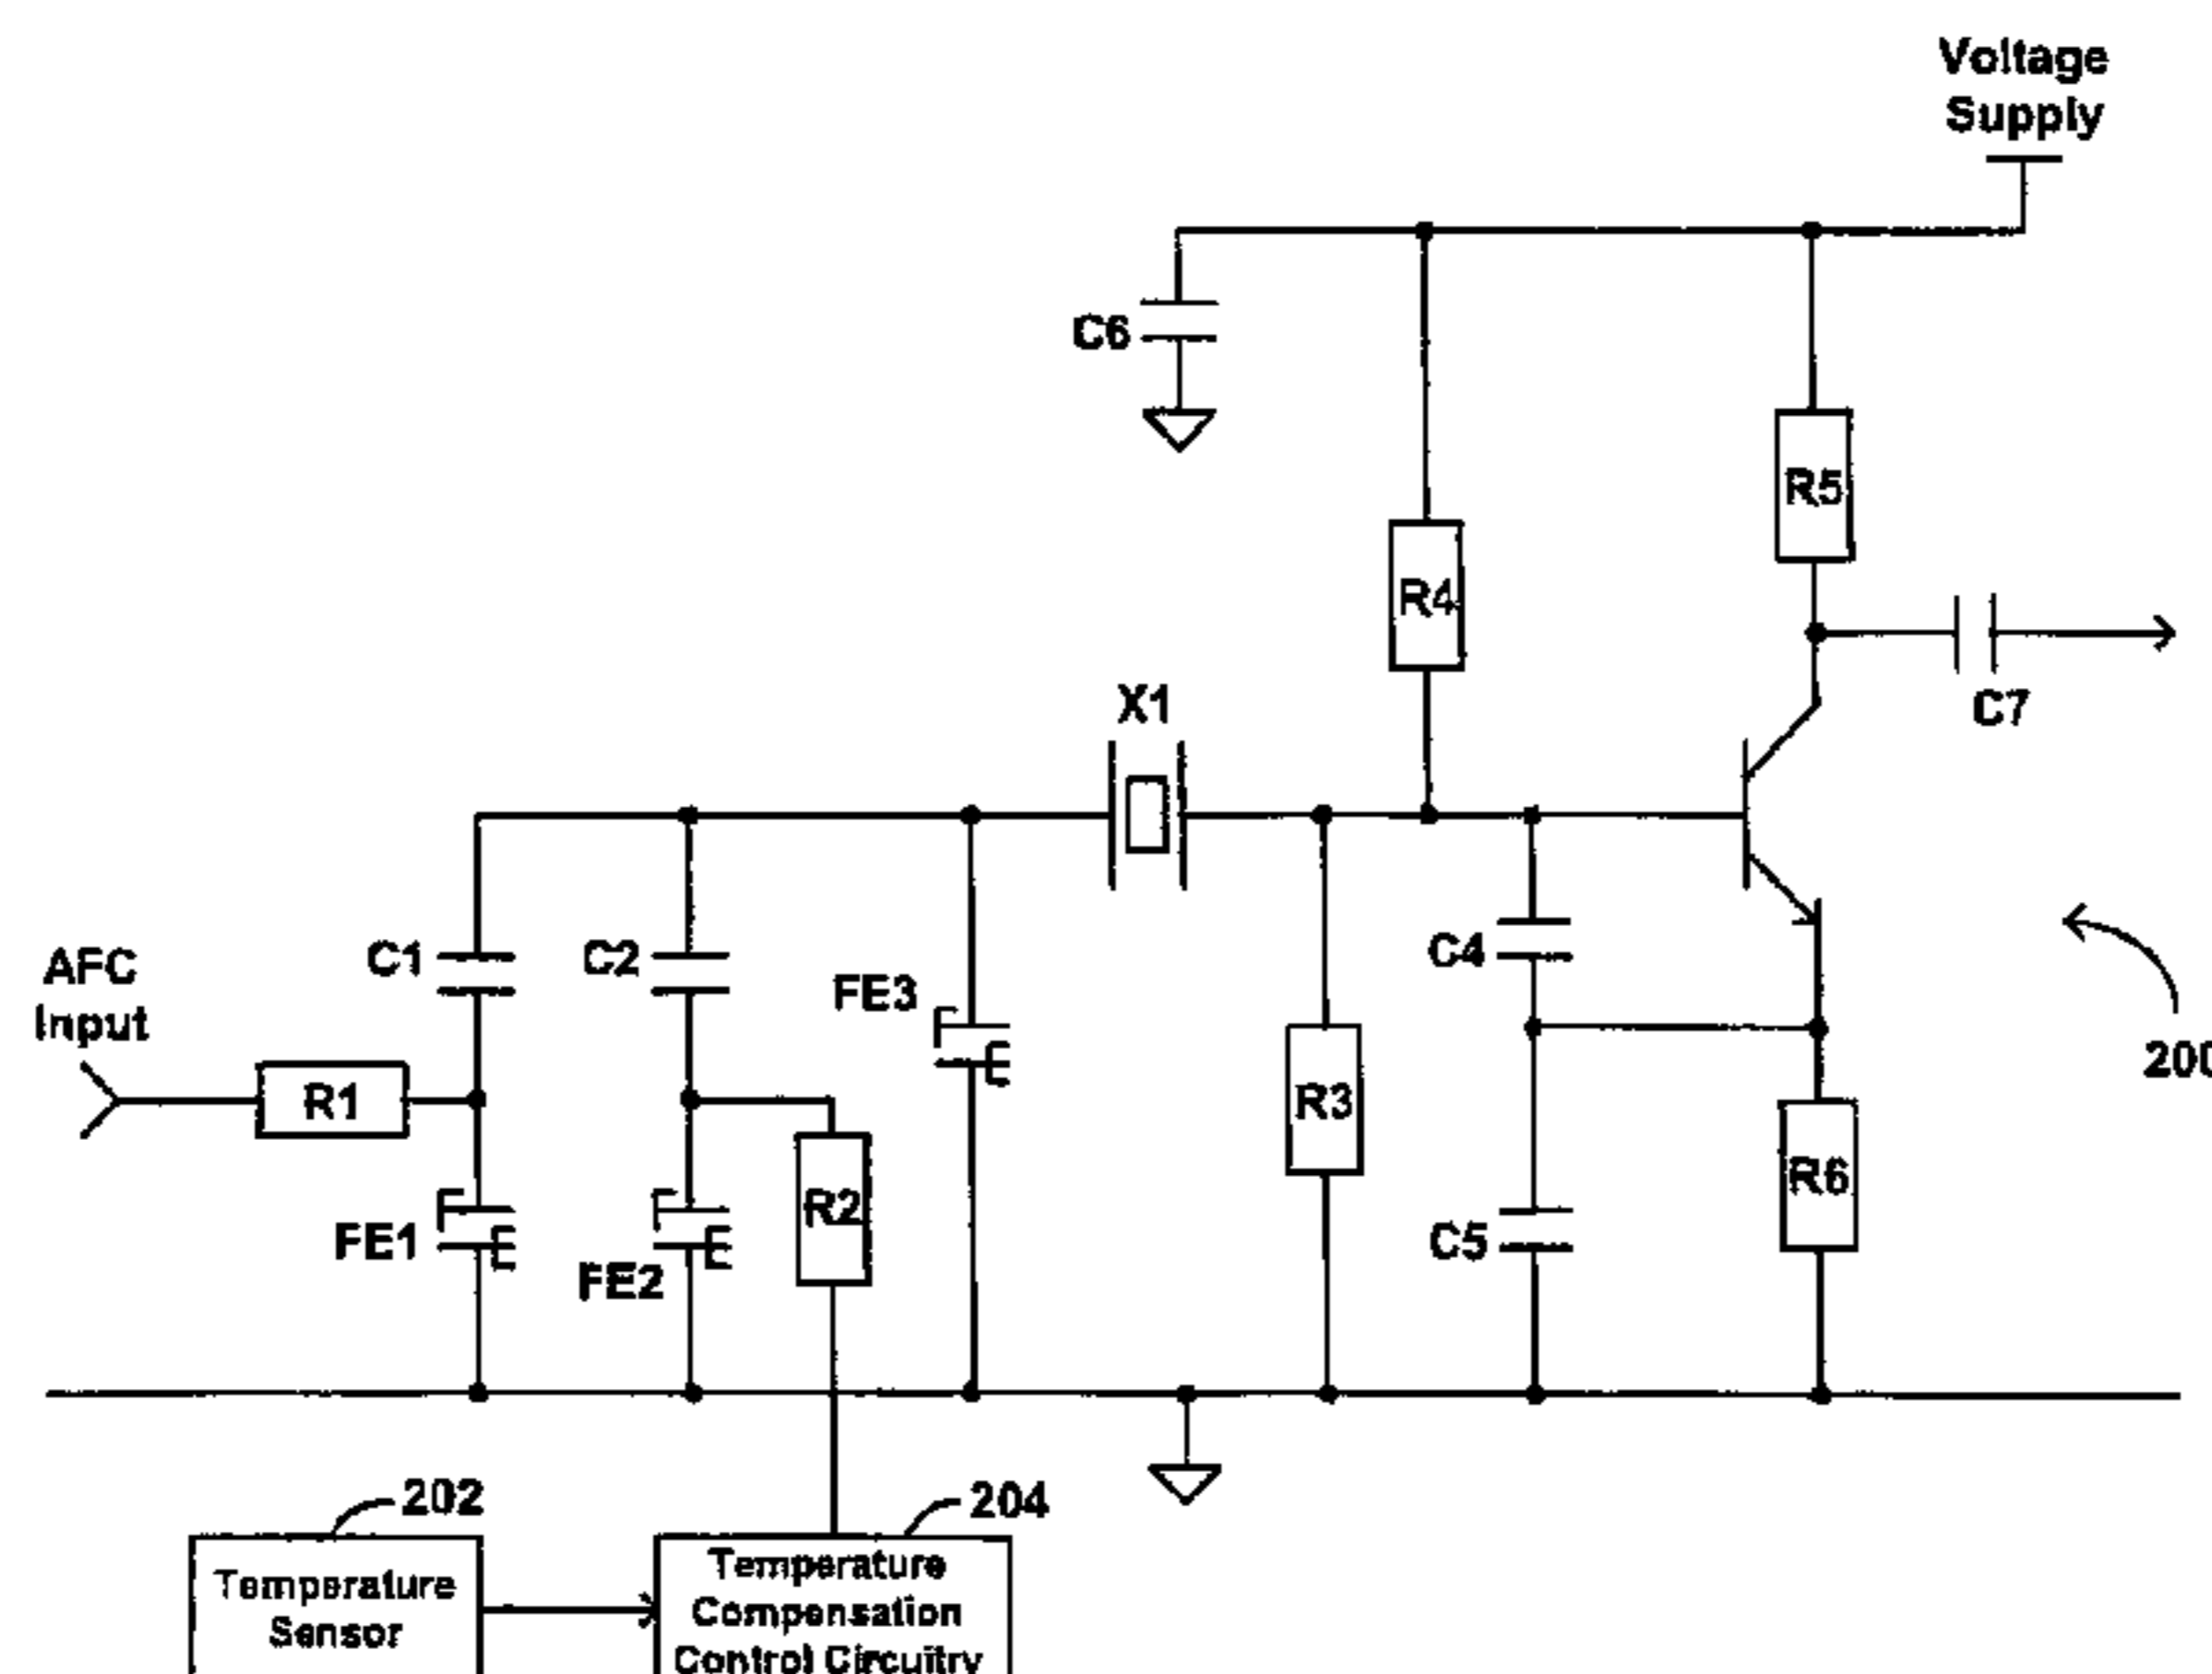 Voltage
Supply
C6
R5
R4
X1
C7
AFC
Input
C1
C2
FE3
C4
R1
R3
200
R2
R6
FE1
FE2
C5
202
204
Temperature
Sensor
Temperature
Compensation
Control Circuitry